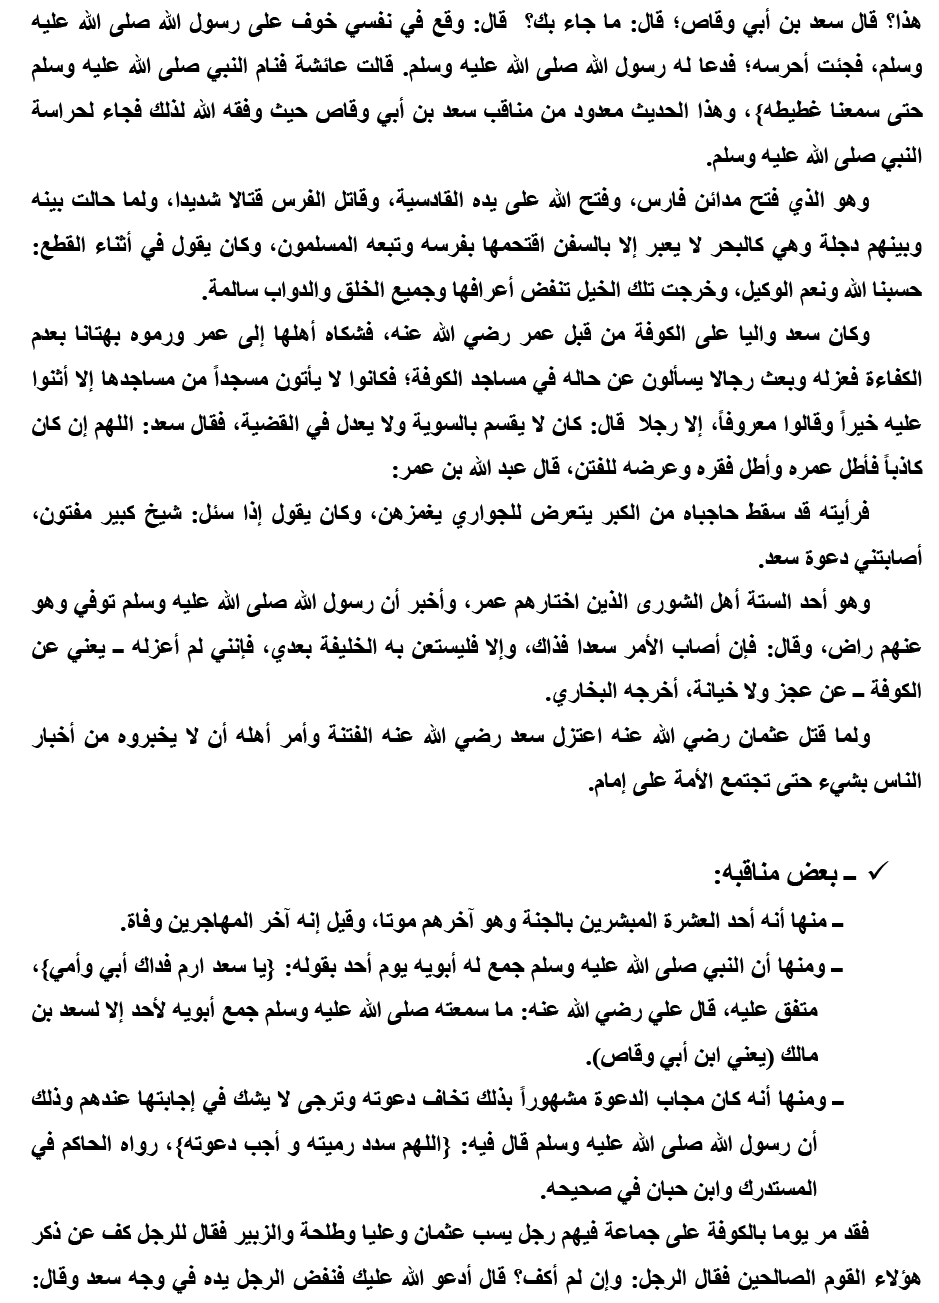 هذا؟ قال سعد بن أبي وقاص؛ قال: ما جاء بك؟ قال: وقع في نفسي خوف على رسول الله صلى الله عليه
وسلم، فجئت أحرسه؛ فدعا له رسول الله صلى الله عليه وسلم. قالت عائشة فنام النبي صلى الله عليه وسلم
حتى سمعنا غطيطه}، وهذا الحديث معدود من مناقب سعد بن أبي وقاص حيث وفقه الله لذلك فجاء لحراسة
النبي صلى الله عليه وسلم.
وهو الذي فتح مدائن فارس، وفتح الله على يده القادسية، وقاتل الفرس قتالا شديدا، ولما حالت بينه
وبينهم دجلة وهي كالبحر لا يعبر إلا بالسفن اقتحمها بفرسه وتبعه المسلمون، وكان يقول في أثناء القطع:
حسبنا الله ونعم الوكيل، وخرجت تلك الخيل تنفض أعرافها وجميع الخلق والدواب سالمة.
وكان سعد واليا على الكوفة من قبل عمر رضي الله عنه، فشكاه أهلها إلى عمر ورموه بهتانا بعدم
الكفاءة فعزله وبعث رجالا يسألون عن حاله في مساجد الكوفة؛ فكانوا لا يأتون مسجداً من مساجدها إلا أثنوا
عليه خيراً وقالوا معروفاً، إلا رجلا قال: كان لا يقسم بالسوية ولا يعدل في القضية، فقال سعد: اللهم إن كان
كاذباً فأطل عمره وأطل فقره وعرضه للفتن، قال عبد الله بن عمر:
فرأيته قد سقط حاجباه من الكبر يتعرض للجواري يغمزهن، وكان يقول إذا سئل: شيخ كبير مفتون،
أصابتني دعوة سعد.
وهو أحد الستة أهل الشورى الذين اختارهم عمر، وأخبر أن رسول الله صلى الله عليه وسلم توفي وهو
عنهم راض، وقال: فإن أصاب الأمر سعدا فذاك، وإلا فليستعن به الخليفة بعدي، فإنني لم أعزله ـ يعني عن
الكوفة ـ عن عجز ولا خيانة، أخرجه البخاري.
ولما قتل عثمان رضي الله عنه اعتزل سعد رضي الله عنه الفتنة وأمر أهله أن لا يخبروه من أخبار
الناس بشيء حتى تجتمع الأمة على إمام.
✓ ـ بعض مناقبه:
ـ منها أنه أحد العشرة المبشرين بالجنة وهو آخرهم موتا، وقيل إنه آخر المهاجرين وفاة.
ـ ومنها أن النبي صلى الله عليه وسلم جمع له أبويه يوم أحد بقوله: {يا سعد ارم فداك أبي وأمي}،
متفق عليه، قال علي رضي الله عنه: ما سمعته صلى الله عليه وسلم جمع أبويه لأحد إلا لسعد بن
مالك (يعني ابن أبي وقاص).
ـ ومنها أنه كان مجاب الدعوة مشهوراً بذلك تخاف دعوته وترجى لا يشك في إجابتها عندهم وذلك
أن رسول الله صلى الله عليه وسلم قال فيه: {اللهم سدد رميته و أجب دعوته}، رواه الحاكم في
المستدرك وابن حبان في صحيحه.
فقد مر يوما بالكوفة على جماعة فيهم رجل يسب عثمان وعليا وطلحة والزبير فقال للرجل كف عن ذكر
هؤلاء القوم الصالحين فقال الرجل: وإن لم أكف؟ قال أدعو الله عليك فنفض الرجل يده في وجه سعد وقال: